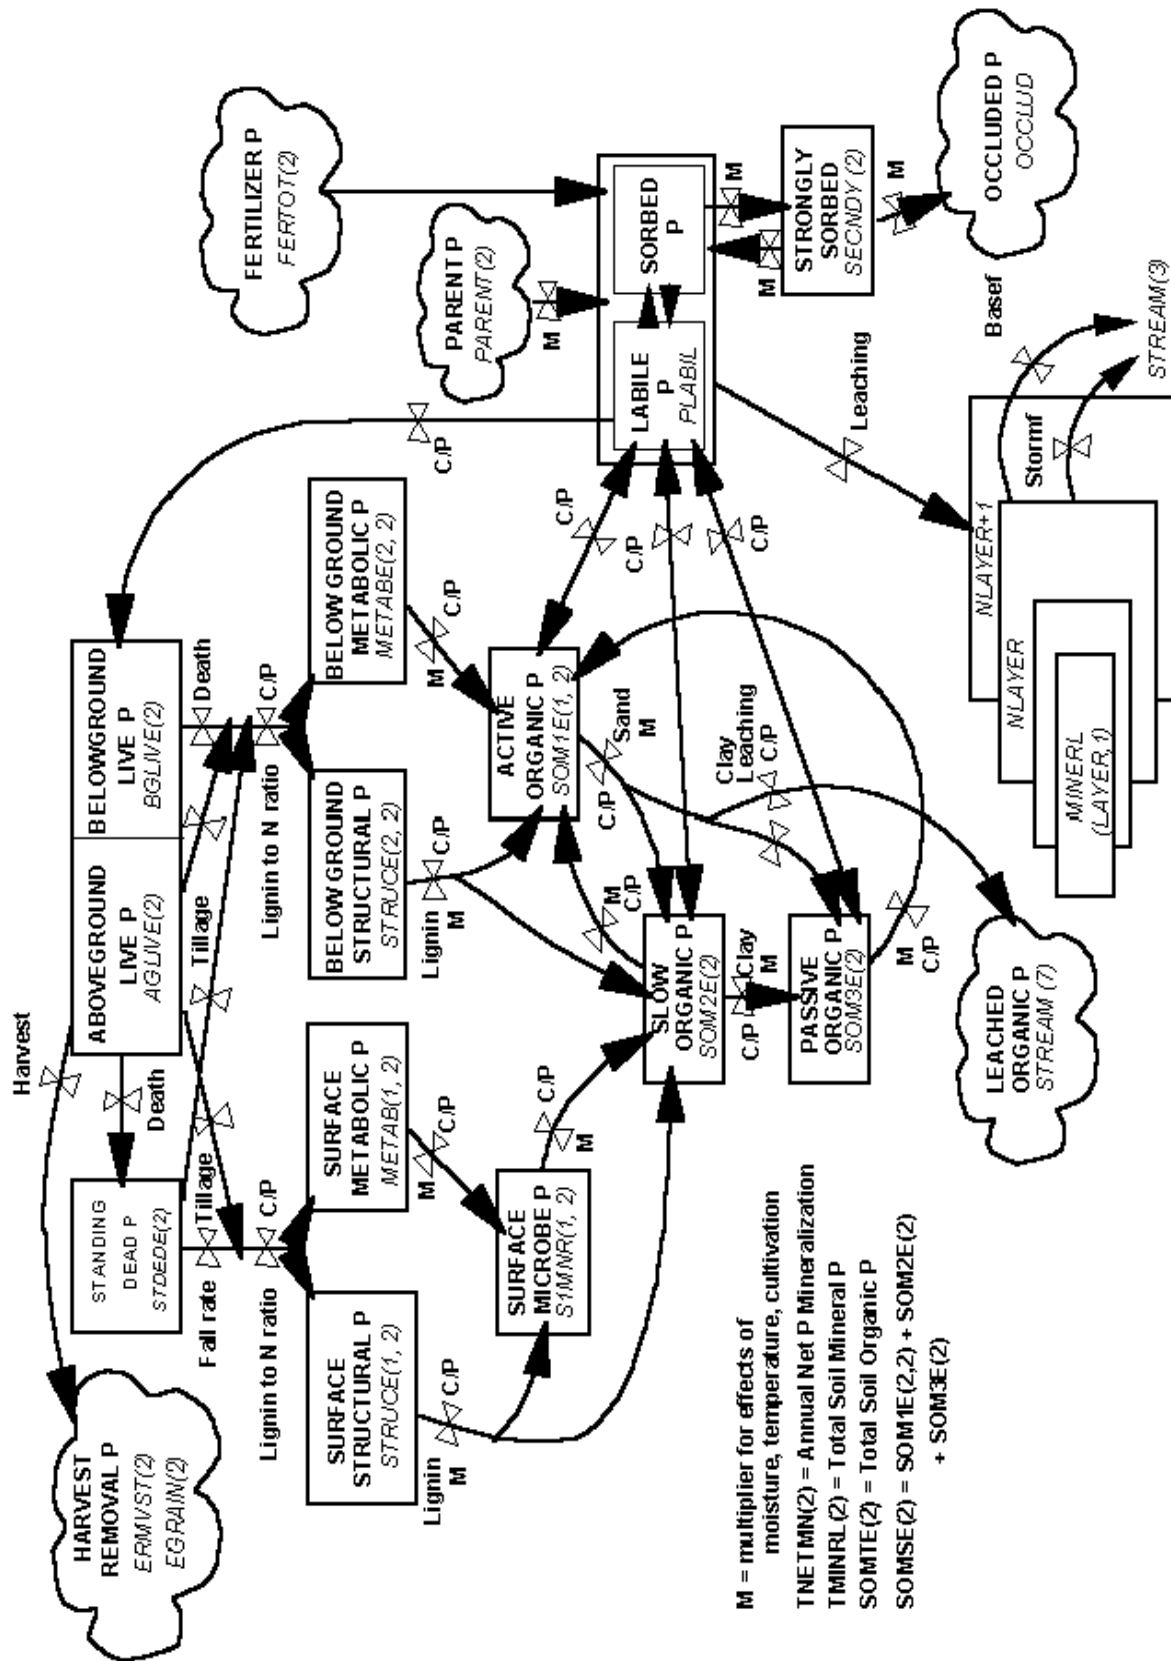 HARVEST
REMOVAL P
ERMVST(2)
EGRAIN(2)
Harvest
STANDING
DEAD P
STDEDE(2)
Death
ABOVEGROUND
LIVE P
AGLIVE(2)
BELOWGROUND
LIVE P
BGLIVE(2)
FERTILIZER P
FERTOT(2)
PARENT P
PARENT(2)
M
Fall rate
Tillage
Tillage
Death
Lignin to N ratio
C/P
Lignin to N ratio
C/P
C/P
SURFACE
STRUCTURAL P
STRUCE(1, 2)
SURFACE
METABOLIC P
METAB(1, 2)
BELOW GROUND
STRUCTURAL P
STRUCE(2, 2)
BELOW GROUND
METABOLIC P
METABE(2, 2)
Lignin
M
C/P
M
C/P
Lignin
M
C/P
M
C/P
SURFACE
MICROBE P
S1MNR(1, 2)
ACTIVE
ORGANIC P
SOM1E(1, 2)
LABILE
P
PLABIL
SORBED
P
C/P
C/P
C/P
M
C/P
M
C/P
C/P
Sand
M
M
M
SLOW
ORGANIC P
SOM2E(2)
STRONGLY
SORBED
SECNDY(2)
C/P
Clay
M
Clay
Leaching
C/P
Leaching
M
PASSIVE
ORGANIC P
SOM3E(2)
M
C/P
OCCLUDED P
OCCLUD
LEACHED
ORGANIC P
STREAM (7)
NLAYER+1
NLAYER
MINERL
(LAYER,1)
Stormf
Basef
STREAM(3)
M = multiplier for effects of
moisture, temperature, cultivation
TNETMN(2) = Annual Net P Mineralization
TMINRL(2) = Total Soil Mineral P
SOMTE(2) = Total Soil Organic P
SOMSE(2) = SOM1E(2,2) + SOM2E(2)
+ SOM3E(2)